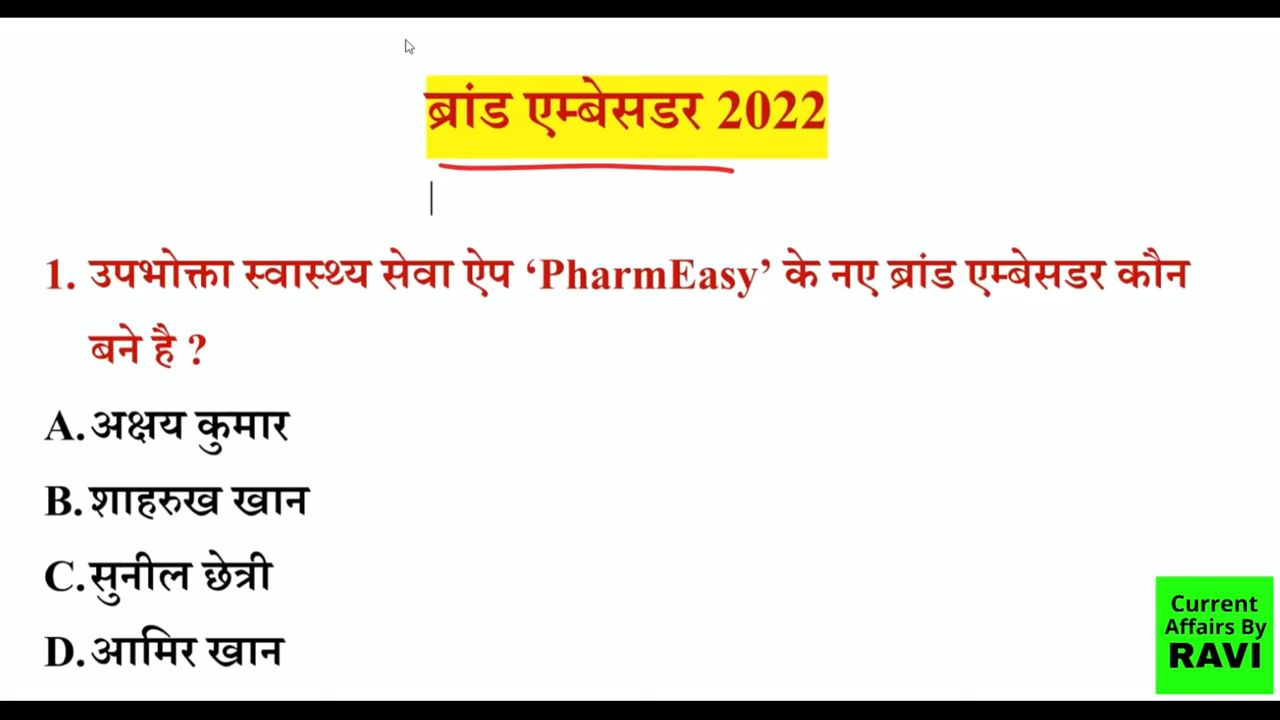 ब्रांड एम्बेसडर 2022
1. उपभोक्ता स्वास्थ्य सेवा ऐप ‘PharmEasy’ के नए ब्रांड एम्बेसडर कौन
बने है ?
A. अक्षय कुमार
B. शाहरुख खान
C. सुनील छेत्री
D. आमिर खान
Current
Affairs By
RAVI